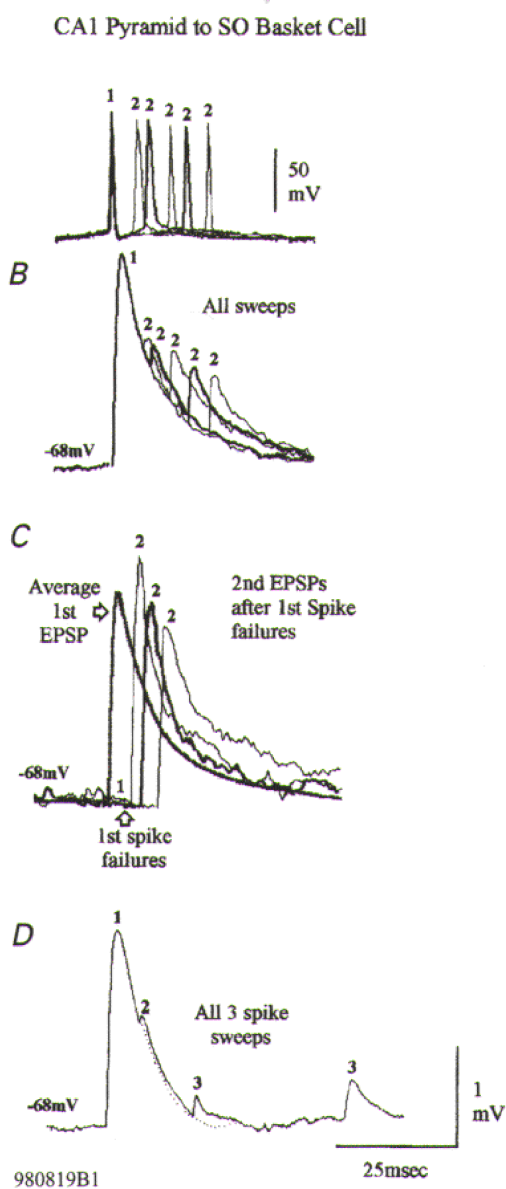 CA1 Pyramid to SO Basket Cell
1 2 2 2 2 2
50
mV
B
1
All sweeps
2 2 2 2 2
-68mV
C
2
Average
1st
EPSP
2 2
2nd EPSPs
after 1st Spike
failures
-68mV
1
1st spike
failures
D
1
2
All 3 spike
sweeps
3
3
-68mV
1
mV
25msec
980819B1